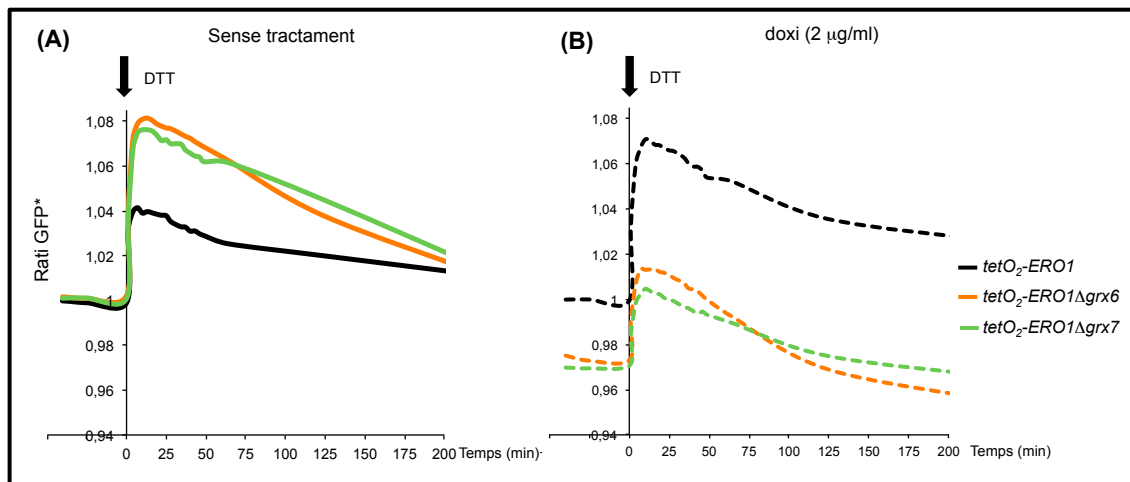 (A)
Sense tractament
DTT
Rati GFP*
1,08
1,06
1,04
1,02
1
0,98
0,96
0,94
0 25 50 75 100 125 150 175 200
Temps (min)-
(B)
doxi (2 µg/ml)
DTT
1,08
1,06
1,04
1,02
1
0,98
0,96
0,94
0 25 50 75 100 125 150 175 200
Temps (min)
tetO₂-ERO1
tetO₂-ERO1Δgrx6
tetO₂-ERO1Δgrx7